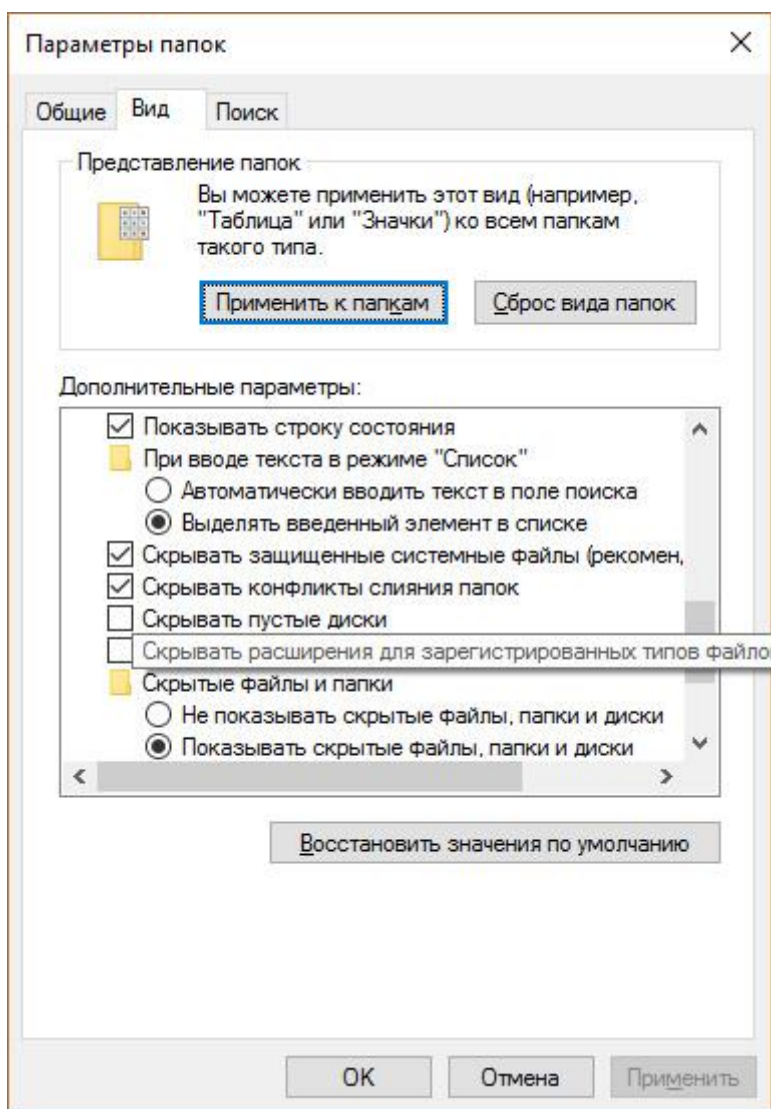 Параметры папок
Общие
Вид
Поиск
Представление папок
Вы можете применить этот вид (например,
"Таблица" или "Значки") ко всем папкам
такого типа.
Применить к папкам
Сброс вида папок
Дополнительные параметры:
Показывать строку состояния
При вводе текста в режиме "Список"
Автоматически вводить текст в поле поиска
Выделять введенный элемент в списке
Скрывать защищенные системные файлы (рекомен,
Скрывать конфликты слияния папок
Скрывать пустые диски
Скрывать расширения для зарегистрированных типов файло
Скрытые файлы и папки
Не показывать скрытые файлы, папки и диски
Показывать скрытые файлы, папки и диски
Восстановить значения по умолчанию
OK
Отмена
Применить